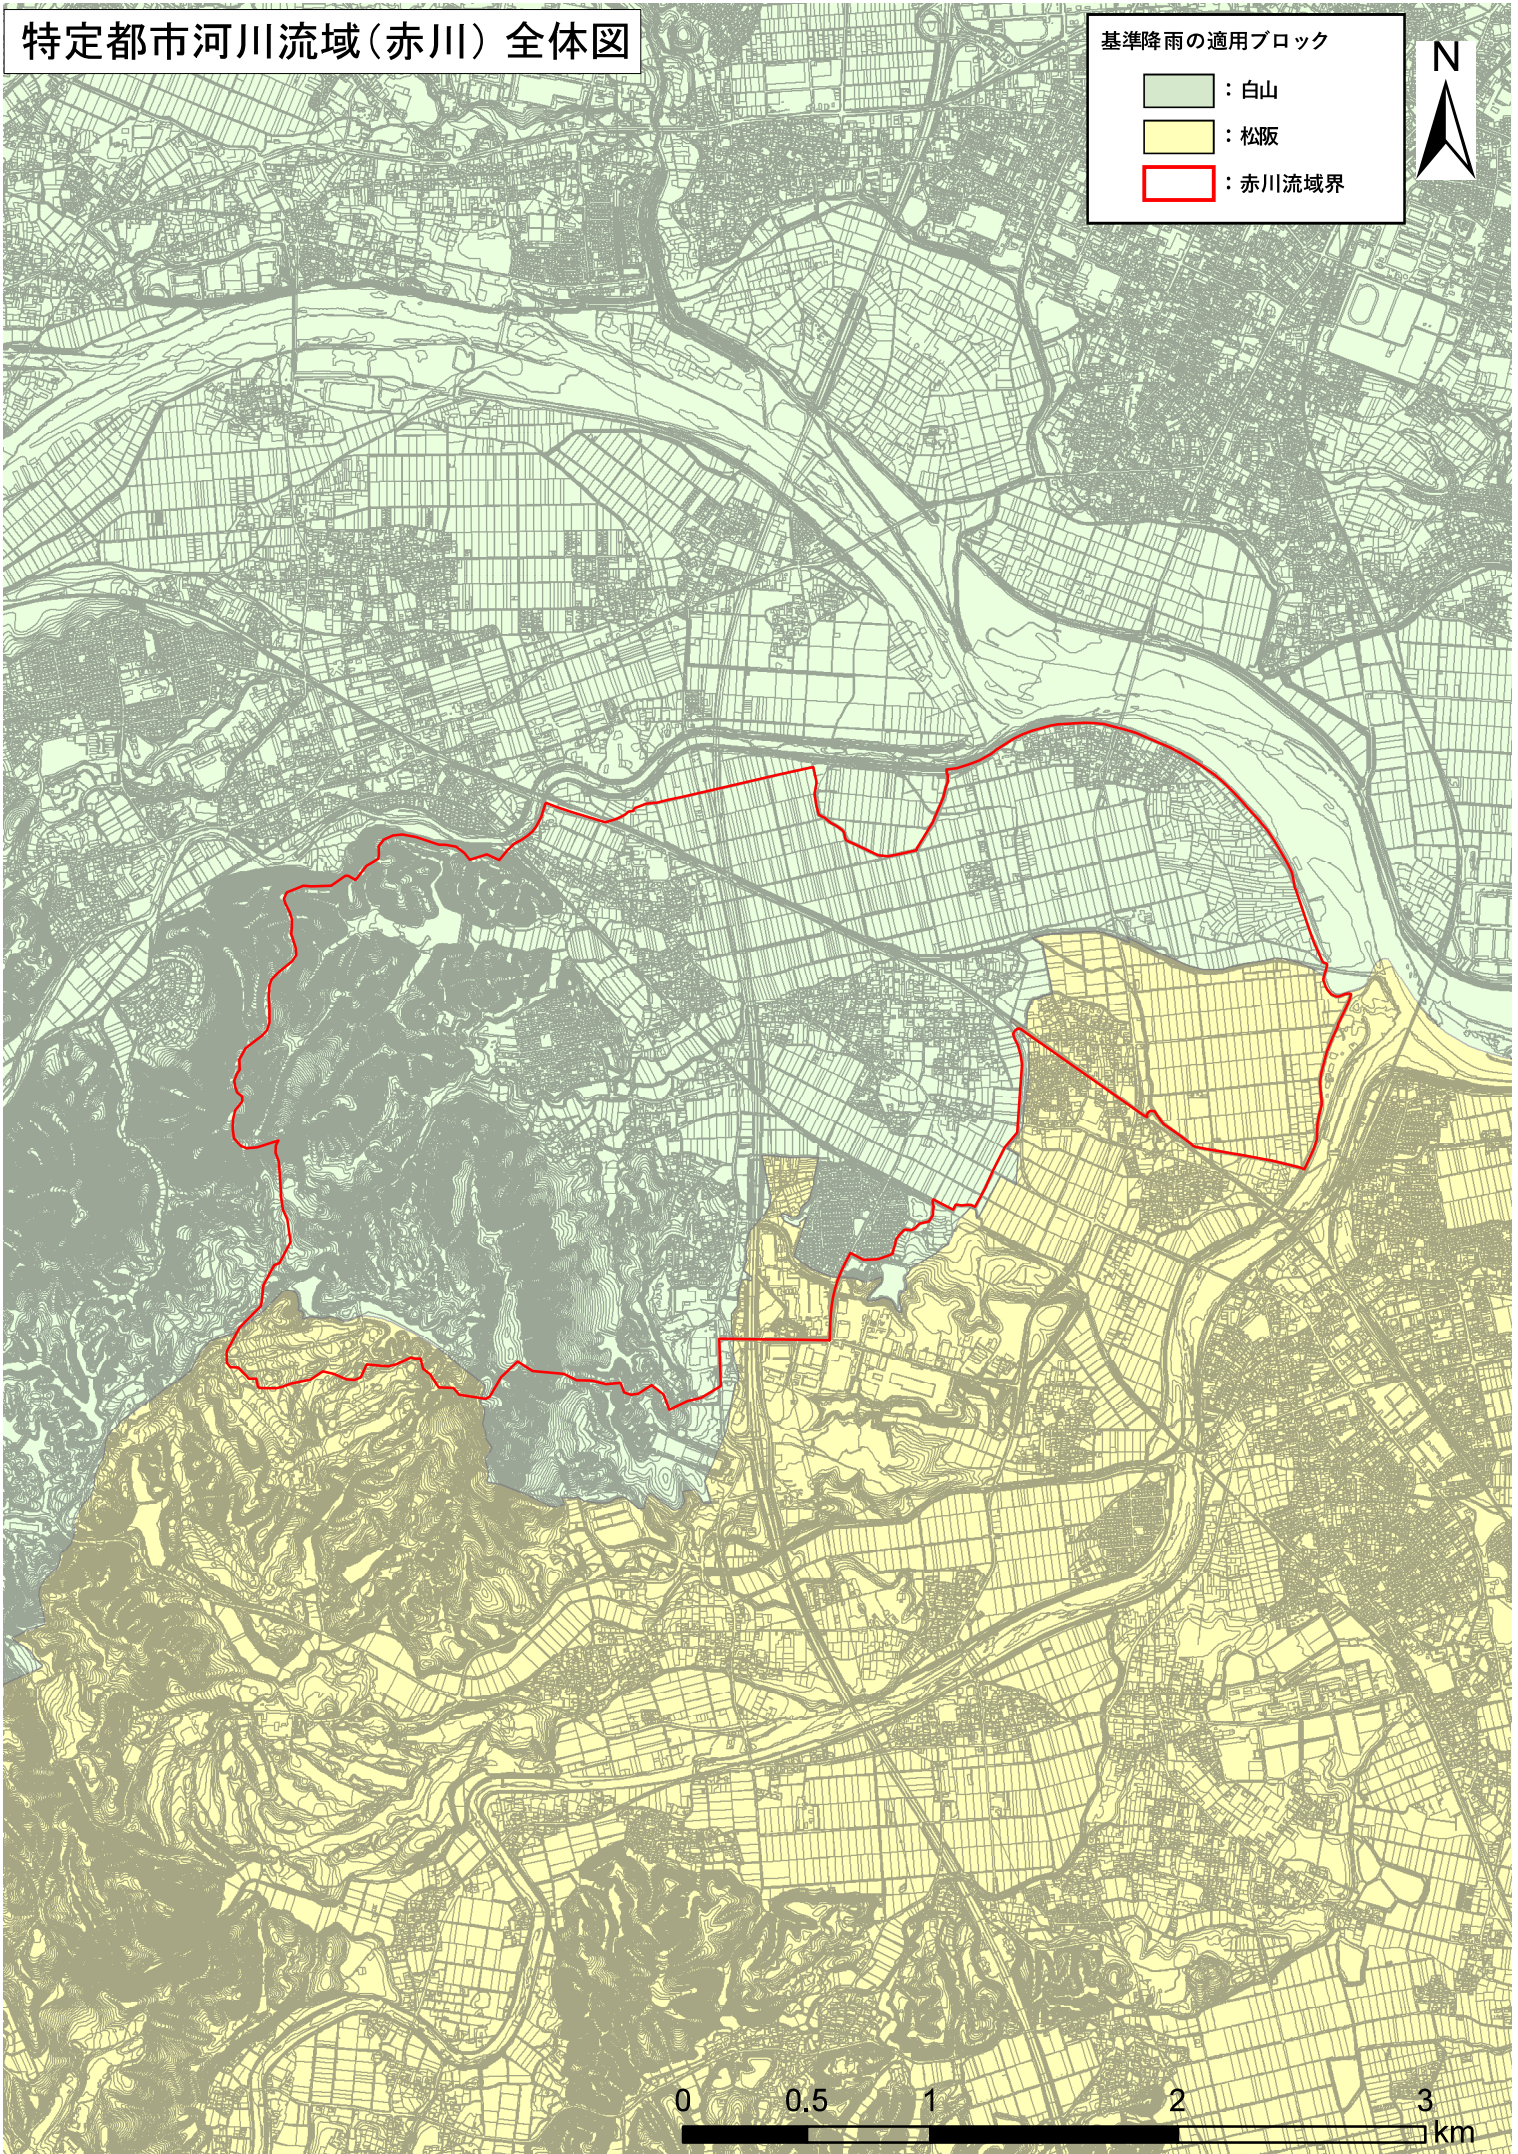 特定都市河川流域(赤川) 全体図
基準降雨の適用ブロック
：白山
：松阪
：赤川流域界
N
0 0.5 1 2 3
km